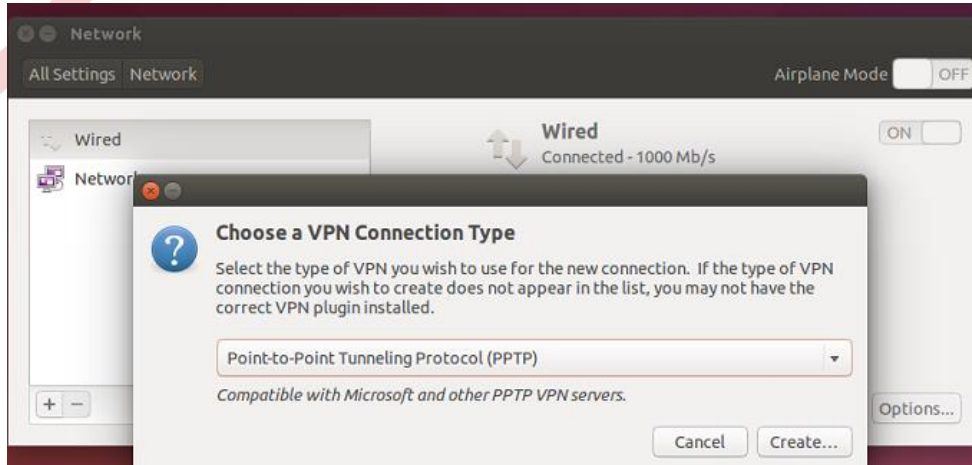 Network
All Settings Network
Airplane Mode OFF
Wired
Wired
ON
Connected - 1000 Mb/s
Networ
Choose a VPN Connection Type
Select the type of VPN you wish to use for the new connection. If the type of VPN
connection you wish to create does not appear in the list, you may not have the
correct VPN plugin installed.
Point-to-Point Tunneling Protocol (PPTP)
Compatible with Microsoft and other PPTP VPN servers.
+ -
Options...
Cancel
Create...